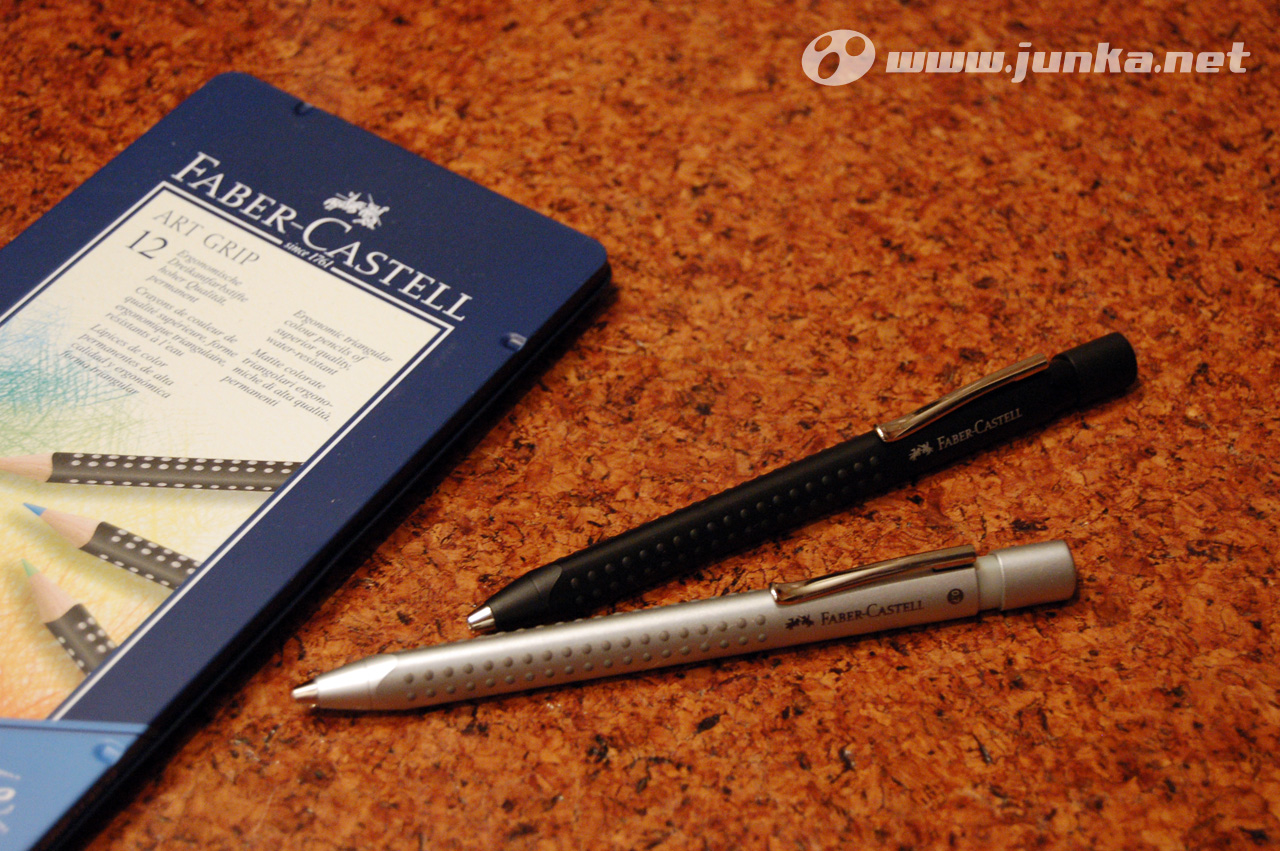 www.junka.net
FABER-CASTELL
since 1761
ART GRIP
12
Ergonomische
Dreikantfarbstifte
hoher Qualität,
permanent
Crayons de couleur de
qualité supérieure, forme
ergonomique triangulaire,
résistants à l'eau
Lápices de color
permanentes de alta
calidad y ergonómica
forma triangular
Ergonomic triangular
colour pencils of
superior quality,
water-resistant
Matite colorate
triangolari ergono-
miche di alta qualità,
permanenti
FABER-CASTELL
FABER-CASTELL